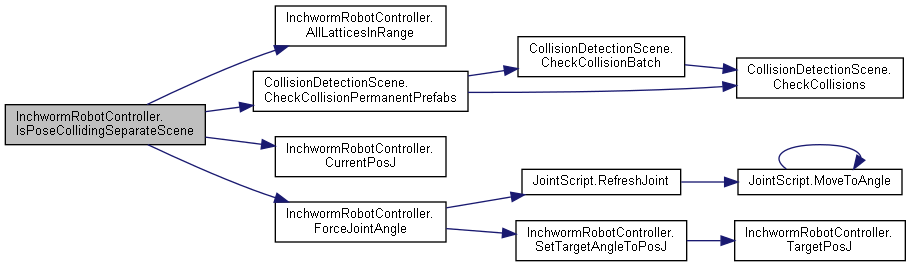 InchwormRobotController.
AllLatticesInRange
CollisionDetectionScene.
CheckCollisionBatch
CollisionDetectionScene.
CheckCollisions
CollisionDetectionScene.
CheckCollisionPermanentPrefabs
InchwormRobotController.
IsPoseCollidingSeparateScene
InchwormRobotController.
CurrentPosJ
JointScript.RefreshJoint
JointScript.MoveToAngle
InchwormRobotController.
ForceJointAngle
InchwormRobotController.
SetTargetAngleToPosJ
InchwormRobotController.
TargetPosJ